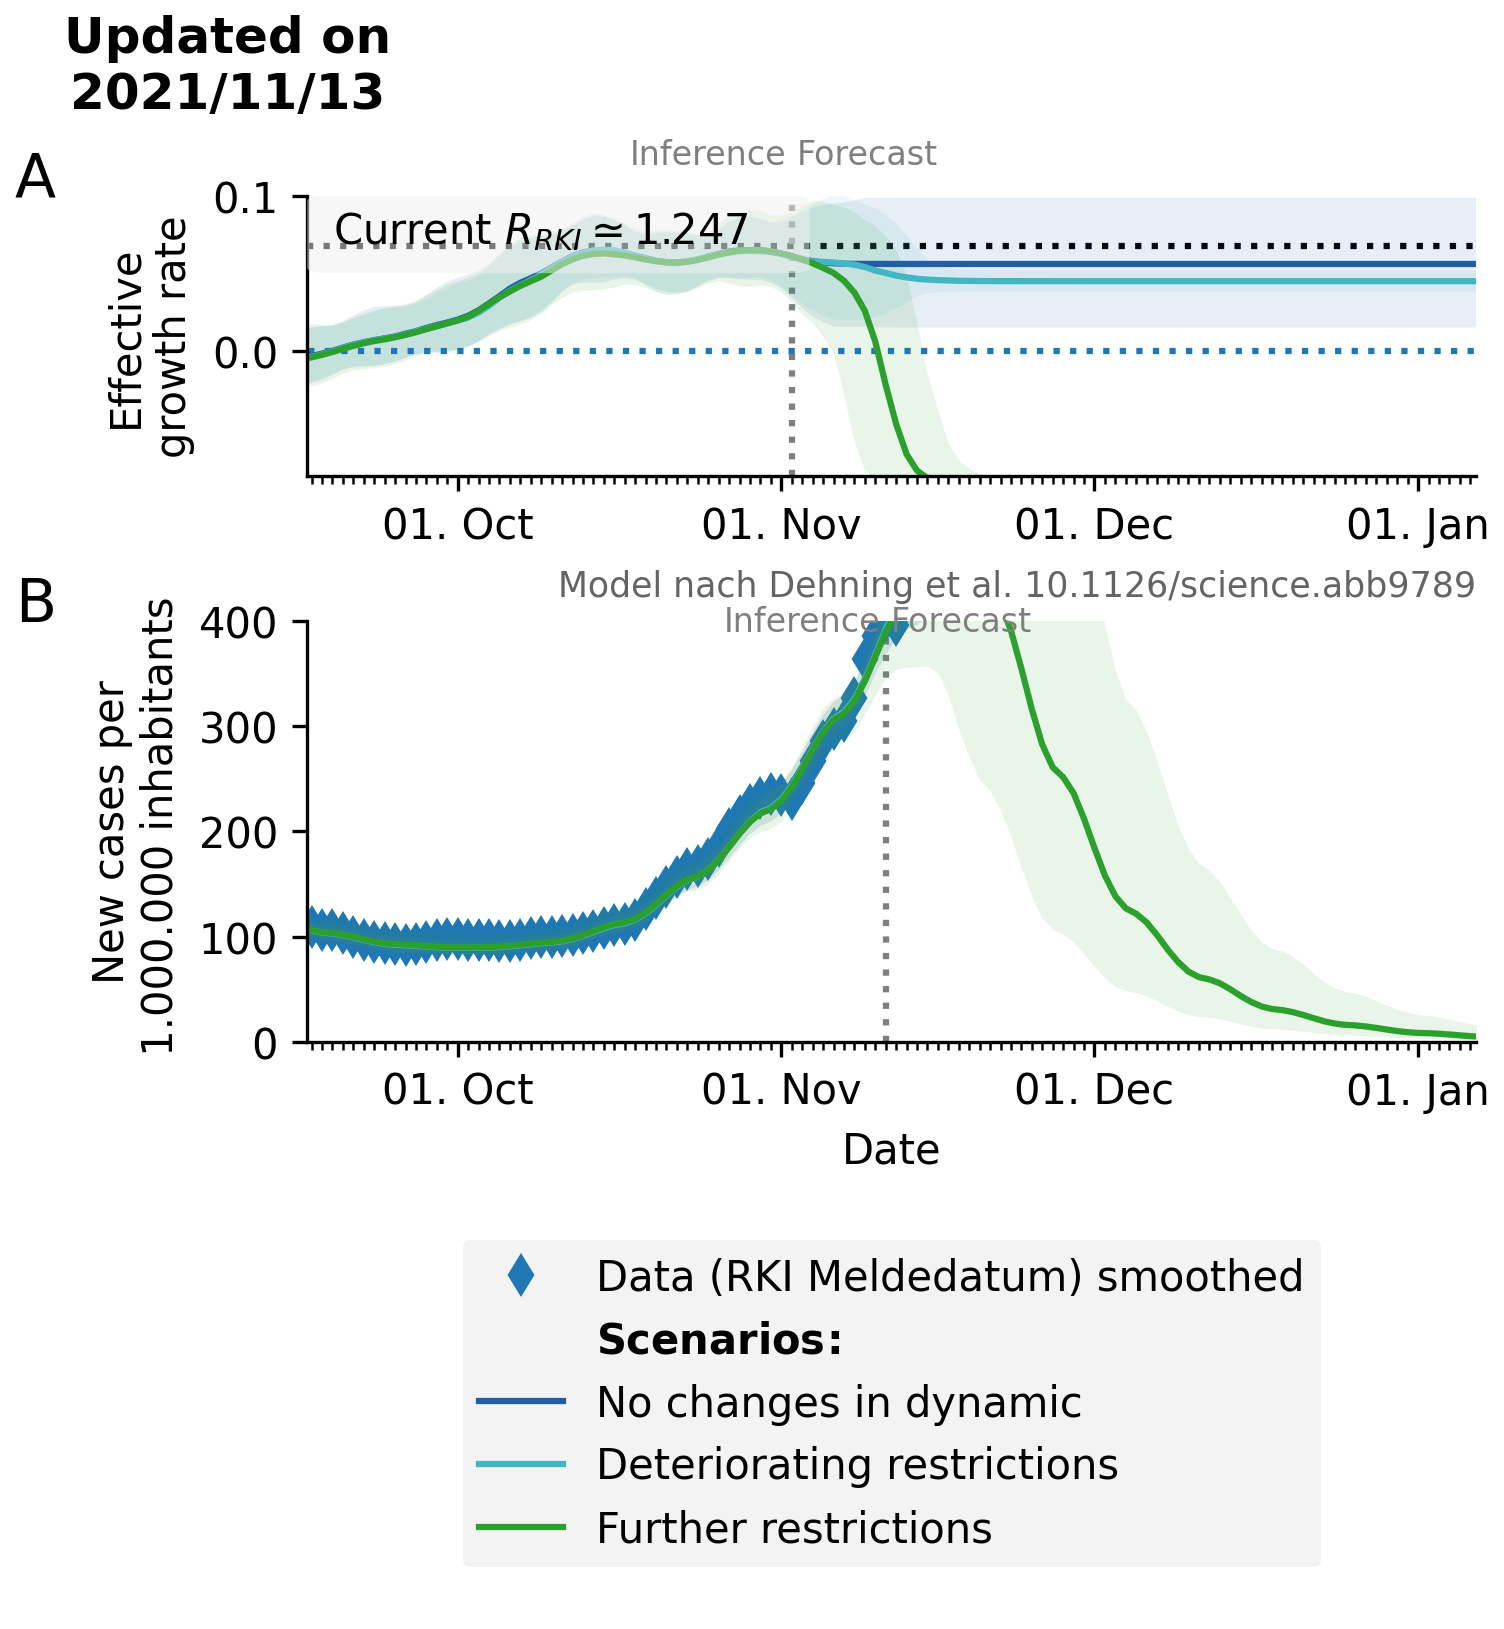 Updated on
2021/11/13
A
Inference Forecast
Effective
growth rate
0.1
0.0
Current R_RKI ≃ 1.247
01. Oct
01. Nov
01. Dec
01. Jan
B
Model nach Dehning et al. 10.1126/science.abb9789
Inference Forecast
New cases per
1.000.000 inhabitants
400
300
200
100
0
01. Oct
01. Nov
01. Dec
01. Jan
Date
Data (RKI Meldedatum) smoothed
Scenarios:
No changes in dynamic
Deteriorating restrictions
Further restrictions